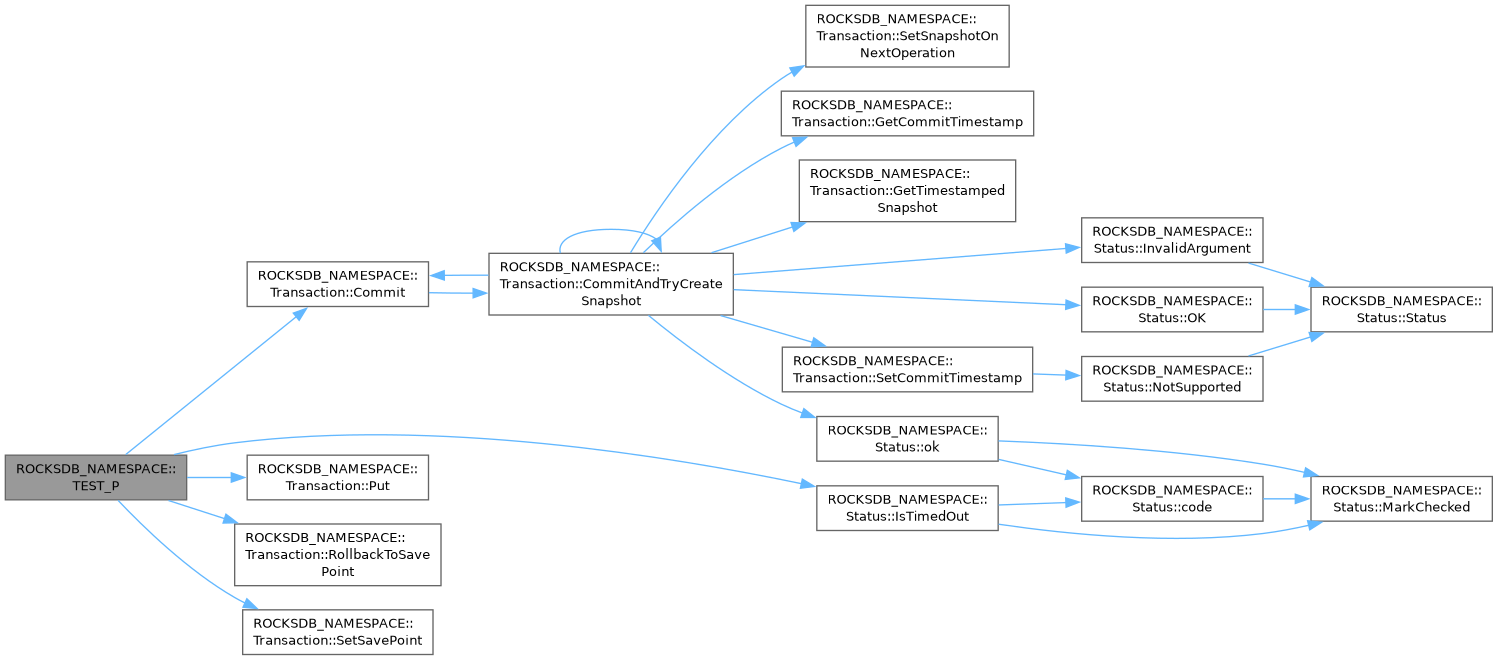 ROCKSDB_NAMESPACE::
TEST_P
ROCKSDB_NAMESPACE::
Transaction::Commit
ROCKSDB_NAMESPACE::
Transaction::Put
ROCKSDB_NAMESPACE::
Transaction::RollbackToSave
Point
ROCKSDB_NAMESPACE::
Transaction::SetSavePoint
ROCKSDB_NAMESPACE::
Transaction::CommitAndTryCreate
Snapshot
ROCKSDB_NAMESPACE::
Transaction::SetSnapshotOn
NextOperation
ROCKSDB_NAMESPACE::
Transaction::GetCommitTimestamp
ROCKSDB_NAMESPACE::
Transaction::GetTimestamped
Snapshot
ROCKSDB_NAMESPACE::
Transaction::SetCommitTimestamp
ROCKSDB_NAMESPACE::
Status::ok
ROCKSDB_NAMESPACE::
Status::IsTimedOut
ROCKSDB_NAMESPACE::
Status::InvalidArgument
ROCKSDB_NAMESPACE::
Status::OK
ROCKSDB_NAMESPACE::
Status::NotSupported
ROCKSDB_NAMESPACE::
Status::code
ROCKSDB_NAMESPACE::
Status::Status
ROCKSDB_NAMESPACE::
Status::MarkChecked